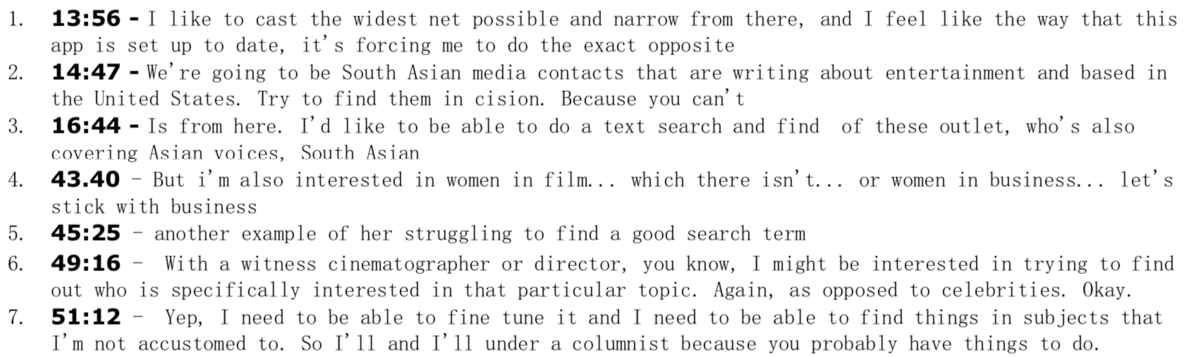 1. 13:56 - I like to cast the widest net possible and narrow from there, and I feel like the way that this
app is set up to date, it's forcing me to do the exact opposite
2. 14:47 - We're going to be South Asian media contacts that are writing about entertainment and based in
the United States. Try to find them in cision. Because you can't
3. 16:44 - Is from here. I'd like to be able to do a text search and find  of these outlet, who's also
covering Asian voices, South Asian
4. 43.40 – But i'm also interested in women in film... which there isn't... or women in business... let's
stick with business
5. 45:25 – another example of her struggling to find a good search term
6. 49:16 –  With a witness cinematographer or director, you know, I might be interested in trying to find
out who is specifically interested in that particular topic. Again, as opposed to celebrities. Okay.
7. 51:12 –  Yep, I need to be able to fine tune it and I need to be able to find things in subjects that
I'm not accustomed to. So I'll and I'll under a columnist because you probably have things to do.